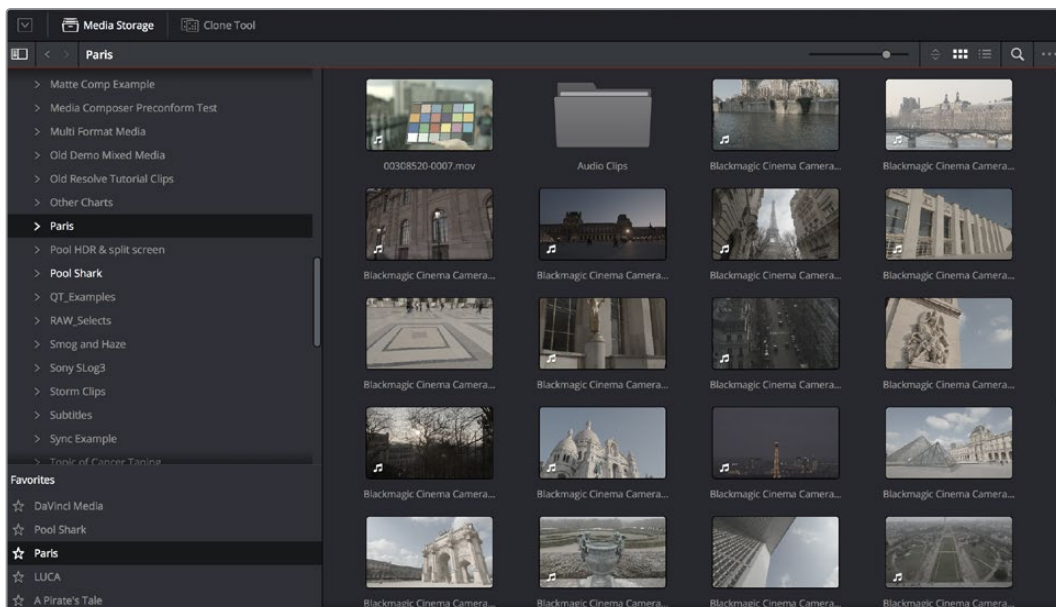 Media Storage Clone Tool
Paris
Matte Comp Example
Media Composer Preconform Test
Multi Format Media
Old Demo Mixed Media
Old Resolve Tutorial Clips
Other Charts
Paris
Pool HDR & split screen
Pool Shark
QT_Examples
RAW_Selects
Smog and Haze
Sony SLog3
Storm Clips
Subtitles
Sync Example
Topic of Cancer Taping
Favorites
DaVinci Media
Pool Shark
Paris
LUCA
A Pirate's Tale
00308520-0007.mov Audio Clips Blackmagic Cinema Camera... Blackmagic Cinema Camera...
Blackmagic Cinema Camera... Blackmagic Cinema Camera... Blackmagic Cinema Camera... Blackmagic Cinema Camera...
Blackmagic Cinema Camera... Blackmagic Cinema Camera... Blackmagic Cinema Camera... Blackmagic Cinema Camera...
Blackmagic Cinema Camera... Blackmagic Cinema Camera... Blackmagic Cinema Camera... Blackmagic Cinema Camera...
Blackmagic Cinema Camera... Blackmagic Cinema Camera... Blackmagic Cinema Camera... Blackmagic Cinema Camera...